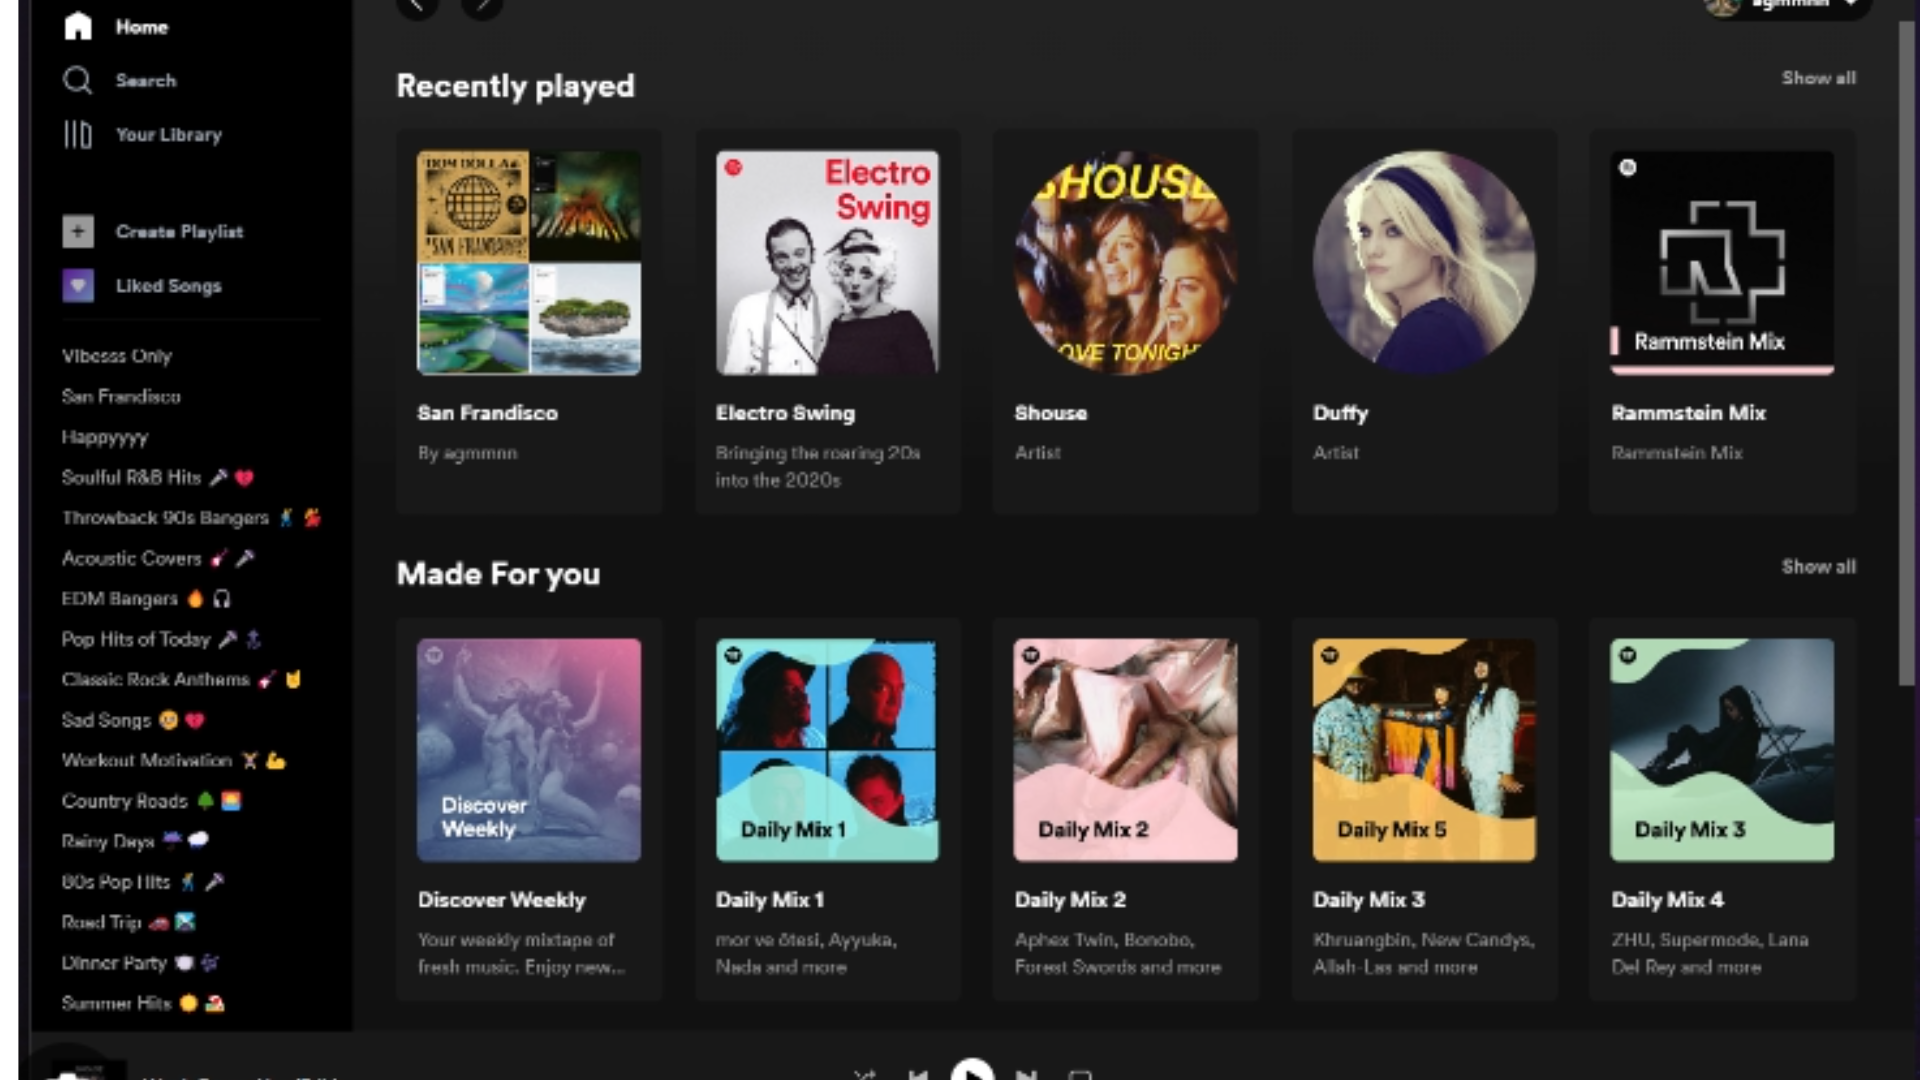 agmmnn
Home
Search
Your Library
Create Playlist
Liked Songs
Vibesss Only
San Frandisco
Happyyyy
Soulful R&B Hits 🎤 💔
Throwback 90s Bangers 🕺 💃
Acoustic Covers 🎸 🎤
EDM Bangers 🔥 🎧
Pop Hits of Today 🎤
Classic Rock Anthems 🎸 🤘
Sad Songs 😢 💔
Workout Motivation 🏋 💪
Country Roads 🌳 🌅
Rainy Days ☔ 🌧
80s Pop Hits 🕺 🎤
Road Trip 🚗 🗺
Dinner Party 🍽 🎶
Summer Hits ☀ 🏖
Recently played
Show all
DOM DOLLA
"SAN FRANDISCO"
Electro
Swing
SHOUSE
LOVE TONIGHT
Rammstein Mix
San Frandisco
By agmmnn
Electro Swing
Bringing the roaring 20s
into the 2020s
Shouse
Artist
Duffy
Artist
Rammstein Mix
Rammstein Mix
Made For you
Show all
Discover
Weekly
Daily Mix 1
Daily Mix 2
Daily Mix 5
Daily Mix 3
Discover Weekly
Your weekly mixtape of
fresh music. Enjoy new...
Daily Mix 1
mor ve ötesi, Ayyuka,
Nada and more
Daily Mix 2
Aphex Twin, Bonobo,
Forest Swords and more
Daily Mix 3
Khruangbin, New Candys,
Allah-Las and more
Daily Mix 4
ZHU, Supermode, Lana
Del Rey and more